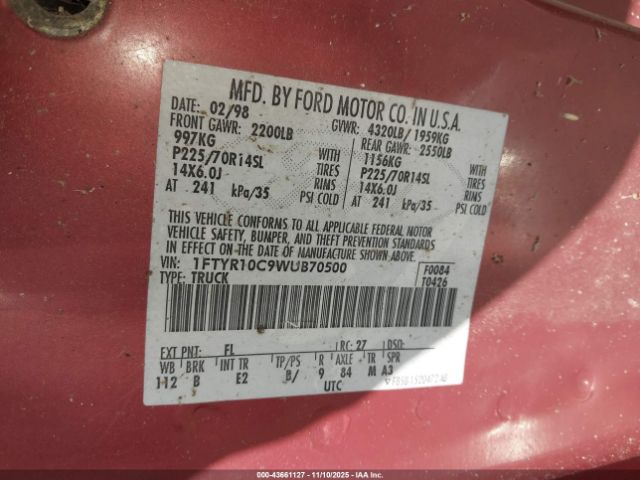 MFD. BY FORD MOTOR CO. IN U.S.A.
DATE: 02/98 GVWR: 4320LB / 1959KG
FRONT GAWR: 2200LB REAR GAWR: 2550LB
997KG WITH 1156KG WITH
P225/70R14SL TIRES P225/70R14SL TIRES
14X6.0J RIMS 14X6.0J RIMS
AT 241 kPa/35 PSI COLD AT 241 kPa/35 PSI COLD
THIS VEHICLE CONFORMS TO ALL APPLICABLE FEDERAL MOTOR
VEHICLE SAFETY, BUMPER, AND THEFT PREVENTION STANDARDS
IN EFFECT ON THE DATE OF MANUFACTURE SHOWN ABOVE.
VIN: 1FTYR10C9WUB70500 F0084
TYPE: TRUCK T0426
EXT PNT: FL RC: 27 DSO:
WB BRK INT TR TP/PS R AXLE TR SPR
112 B E2 B/ 9 84 M A3
UTC
IAA 000-43661127 - 11/10/2025 - IAAI.COM